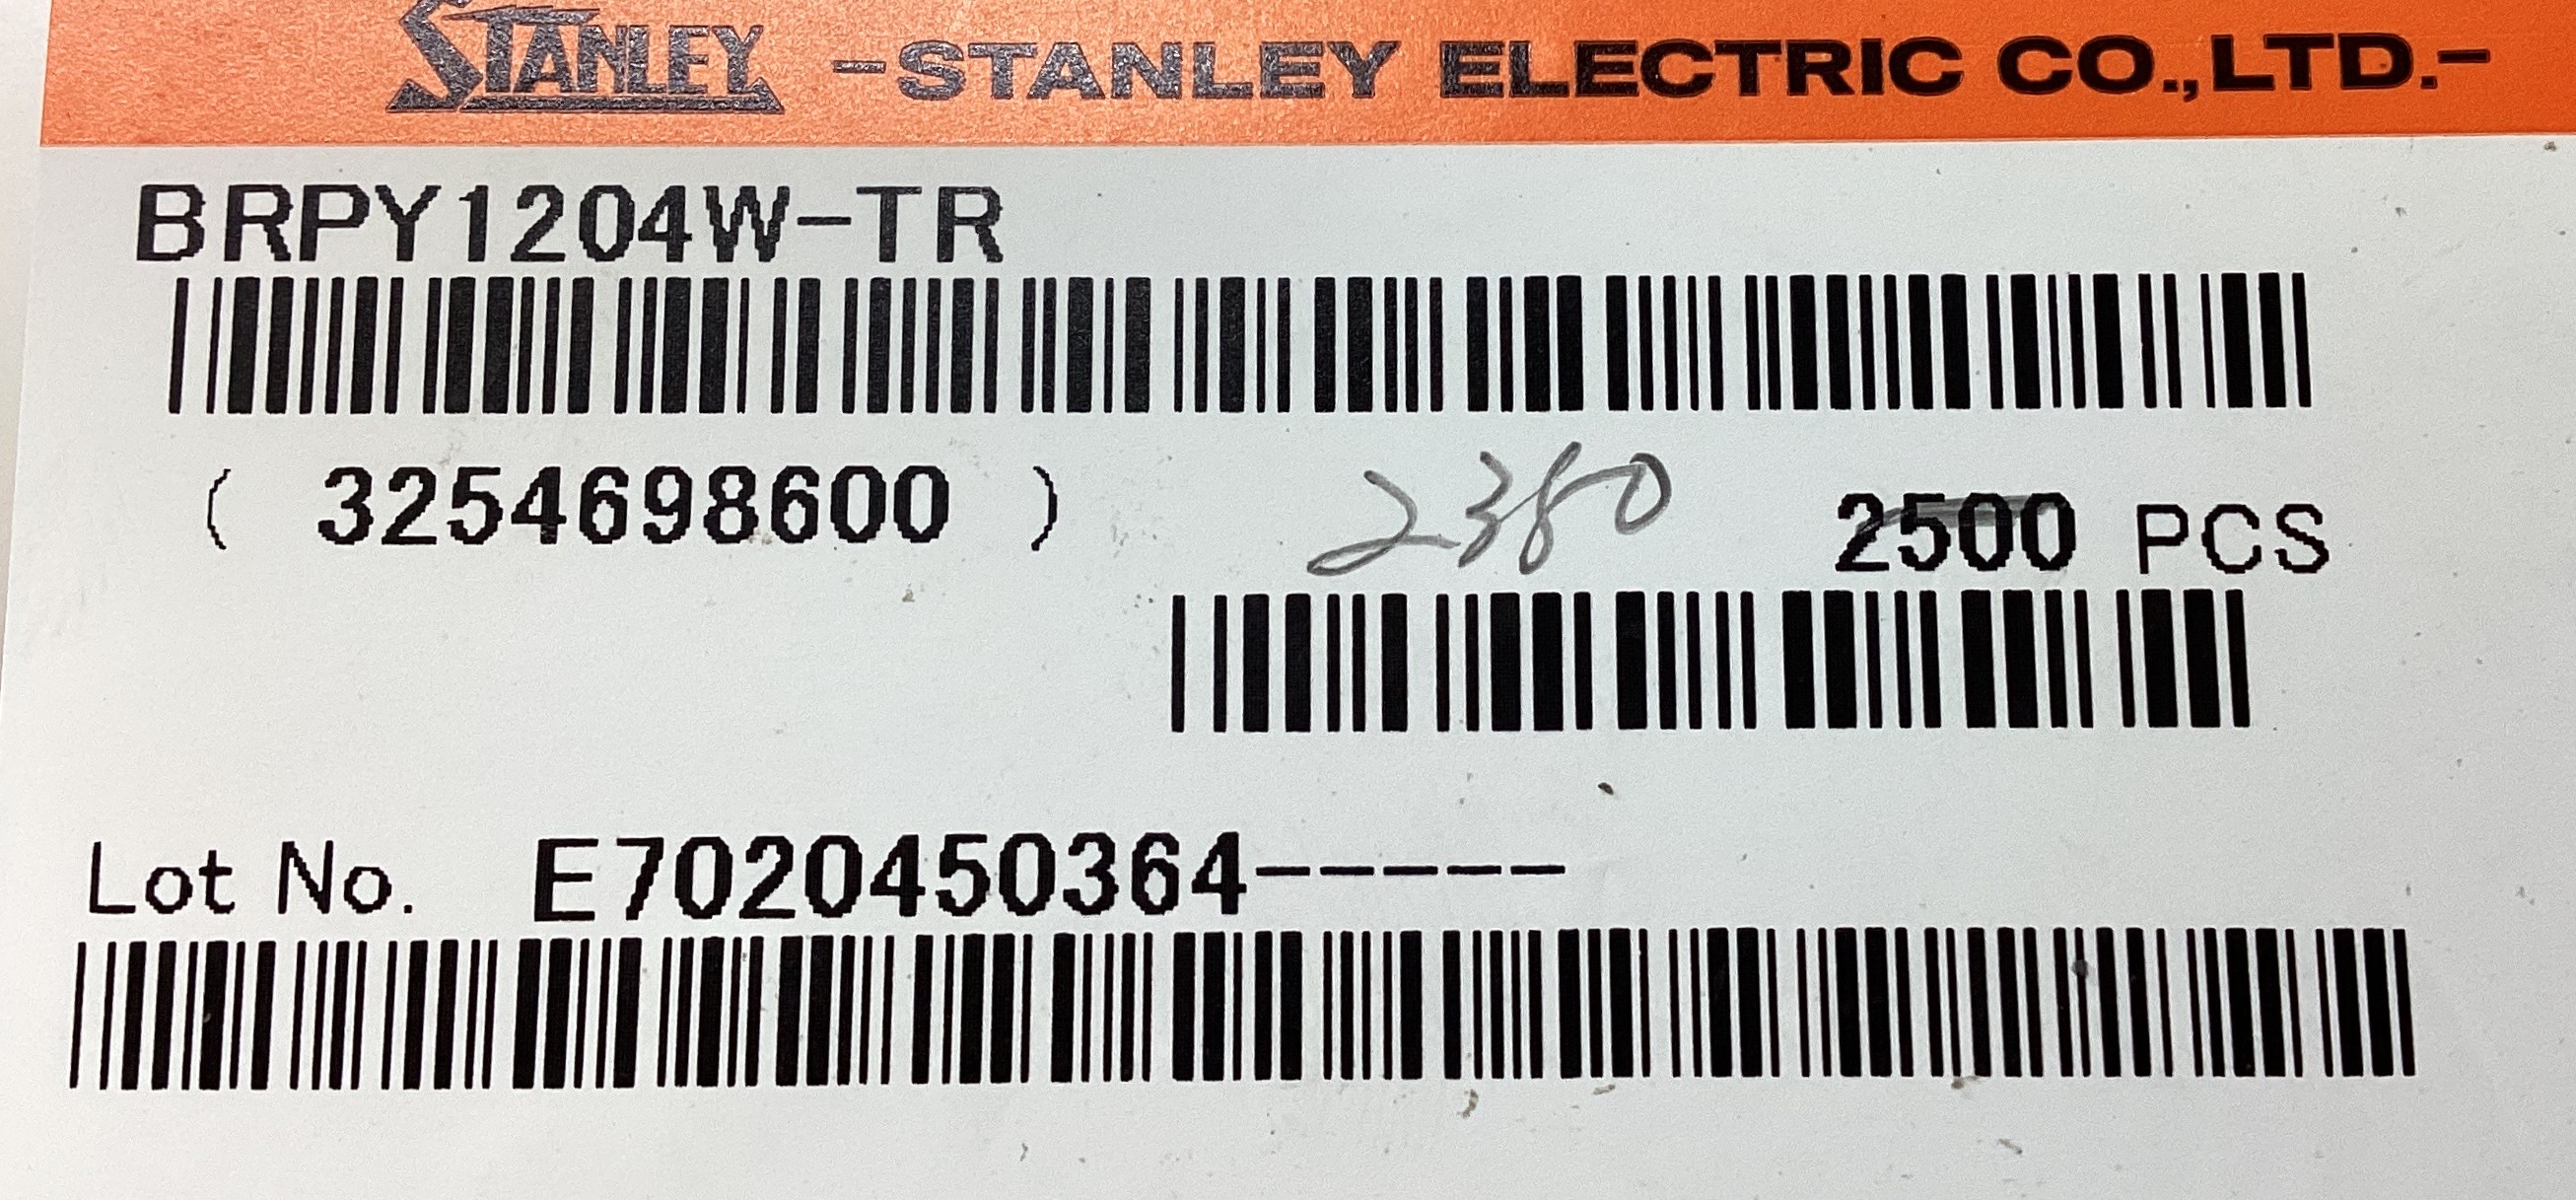 STANLEY -STANLEY ELECTRIC CO.,LTD.-
BRPY1204W-TR
( 3254698600 ) 2380 2500 PCS
Lot No. E7020450364-----